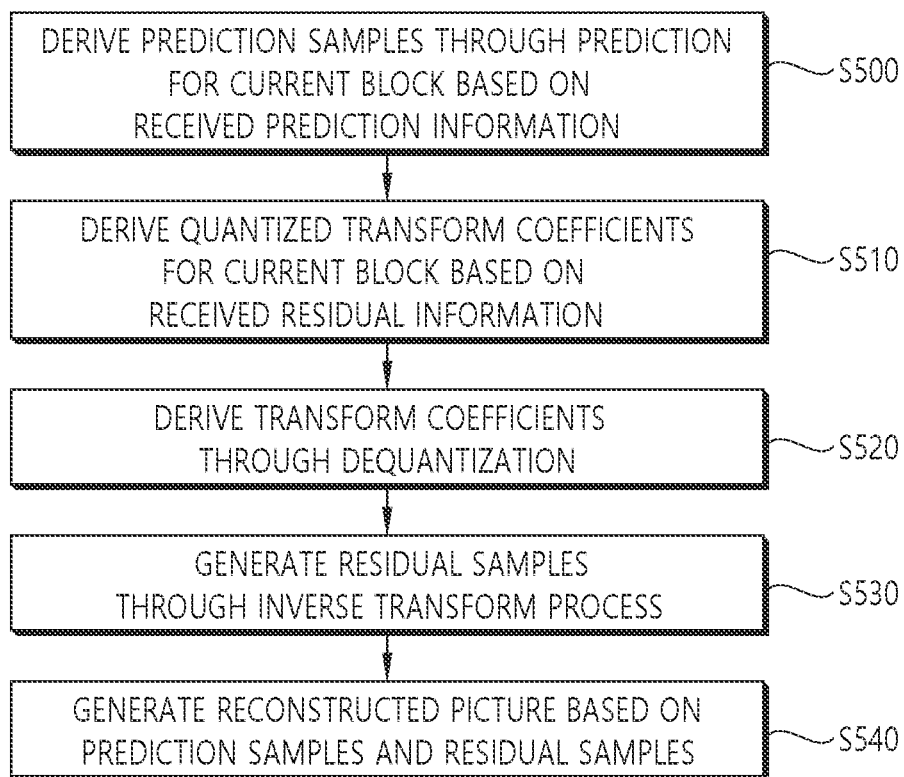 DERIVE PREDICTION SAMPLES THROUGH PREDICTION
FOR CURRENT BLOCK BASED ON
RECEIVED PREDICTION INFORMATION
S500
DERIVE QUANTIZED TRANSFORM COEFFICIENTS
FOR CURRENT BLOCK BASED ON
RECEIVED RESIDUAL INFORMATION
S510
DERIVE TRANSFORM COEFFICIENTS
THROUGH DEQUANTIZATION
S520
GENERATE RESIDUAL SAMPLES
THROUGH INVERSE TRANSFORM PROCESS
S530
GENERATE RECONSTRUCTED PICTURE BASED ON
PREDICTION SAMPLES AND RESIDUAL SAMPLES
S540